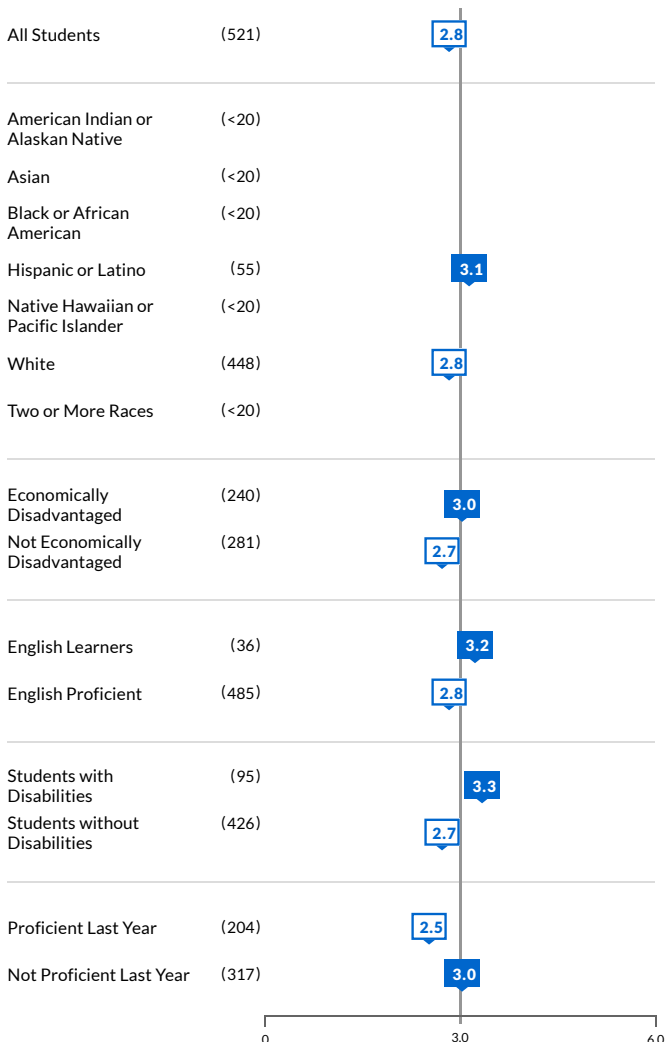 All Students (521) 2.8
American Indian or (<20)
Alaskan Native
Asian (<20)
Black or African (<20)
American
Hispanic or Latino (55) 3.1
Native Hawaiian or (<20)
Pacific Islander
White (448) 2.8
Two or More Races (<20)
Economically (240) 3.0
Disadvantaged
Not Economically (281) 2.7
Disadvantaged
English Learners (36) 3.2
English Proficient (485) 2.8
Students with (95) 3.3
Disabilities
Students without (426) 2.7
Disabilities
Proficient Last Year (204) 2.5
Not Proficient Last Year (317) 3.0
0 3.0 6.0